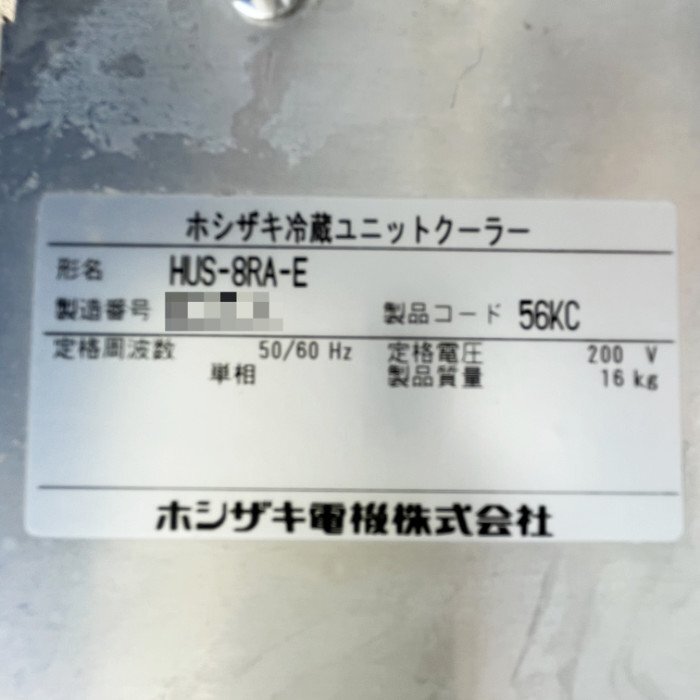 ホシザキ冷蔵ユニットクーラー
形名 HUS-8RA-E
製造番号 製品コード 56KC
定格周波数 50/60 Hz 定格電圧 200 V
単相 製品質量 16 kg
ホシザキ電機株式会社